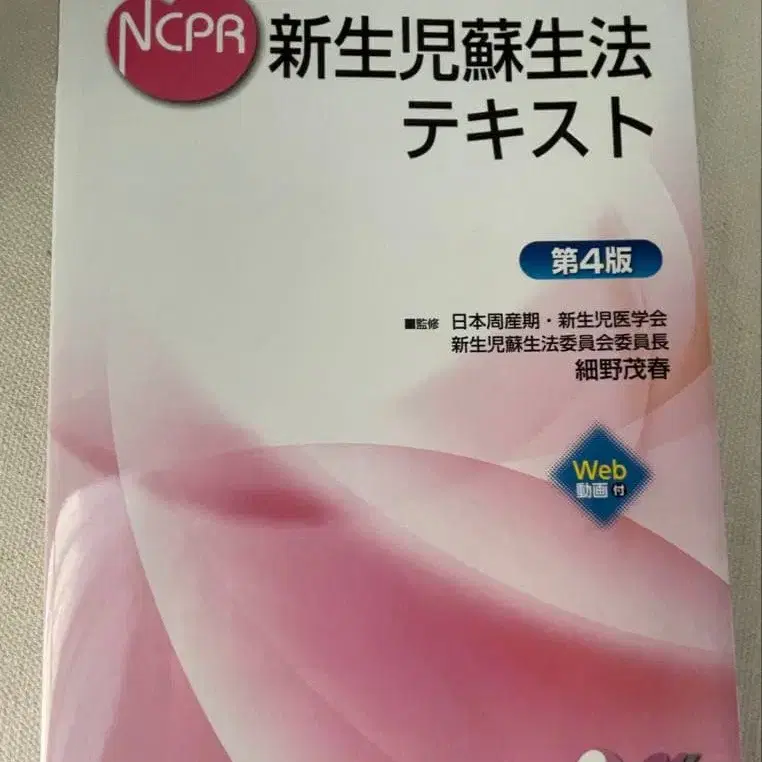 NCPR
新生児蘇生法
テキスト
第4版
■監修 日本周産期・新生児医学会
新生児蘇生法委員会委員長
細野茂春
Web
動画付